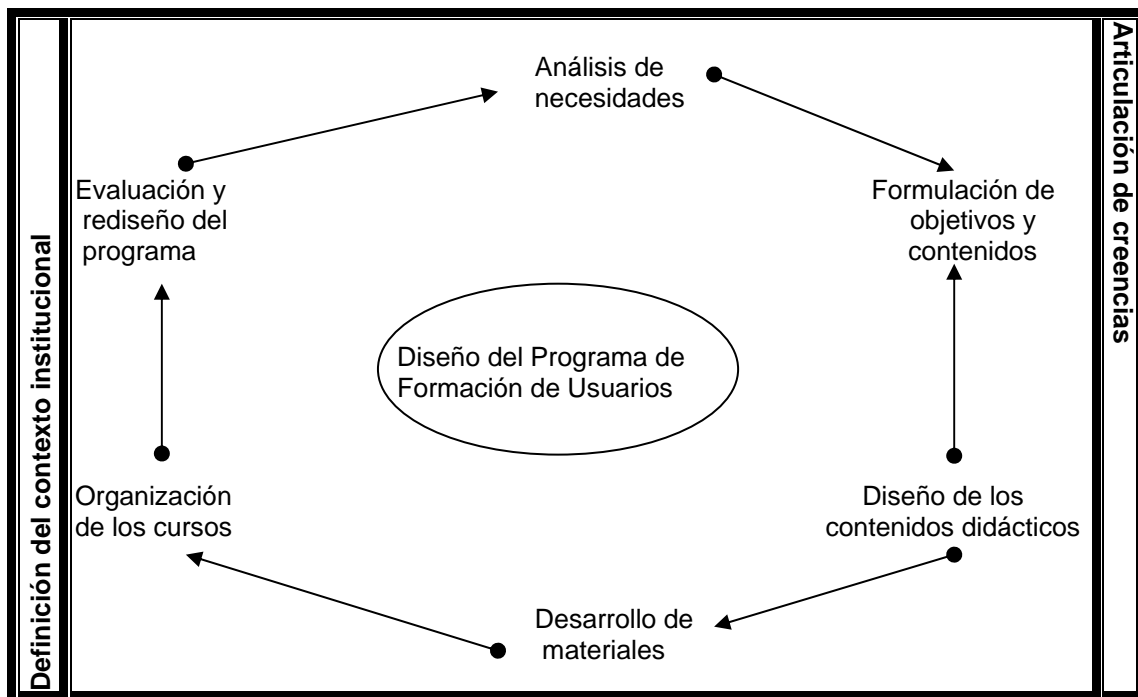 Definición del contexto institucional
Análisis de
necesidades
Formulación de
objetivos y
contenidos
Diseño de los
contenidos didácticos
Desarrollo de
materiales
Organización
de los cursos
Evaluación y
rediseño del
programa
Diseño del Programa de
Formación de Usuarios
Articulación de creencias